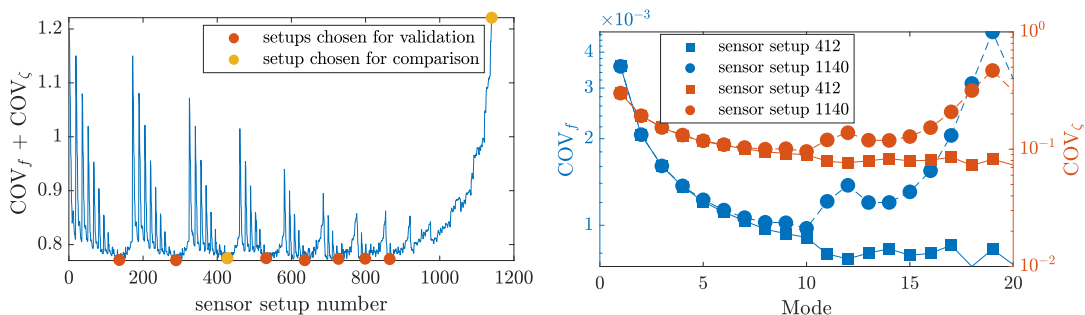 1.2
1.1
1
0.9
0.8
COV_f + COV_ζ
setups chosen for validation
setup chosen for comparison
0 200 400 600 800 1000 1200
sensor setup number
×10⁻³
4
3
2
1
COV_f
sensor setup 412
sensor setup 1140
sensor setup 412
sensor setup 1140
10⁰
10⁻¹
10⁻²
COV_ζ
0 5 10 15 20
Mode